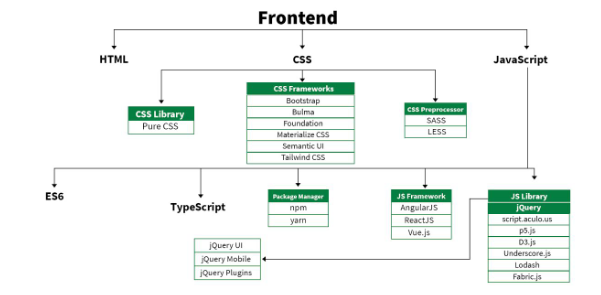 Frontend
HTML
CSS
JavaScript
CSS Library
Pure CSS
CSS Frameworks
Bootstrap
Bulma
Foundation
Materialize CSS
Semantic UI
Tailwind CSS
CSS Preprocessor
SASS
LESS
ES6
TypeScript
Package Manager
npm
yarn
JS Framework
AngularJS
ReactJS
Vue.js
JS Library
jQuery
script.aculo.us
p5.js
D3.js
Underscore.js
Lodash
Fabric.js
jQuery UI
jQuery Mobile
jQuery Plugins